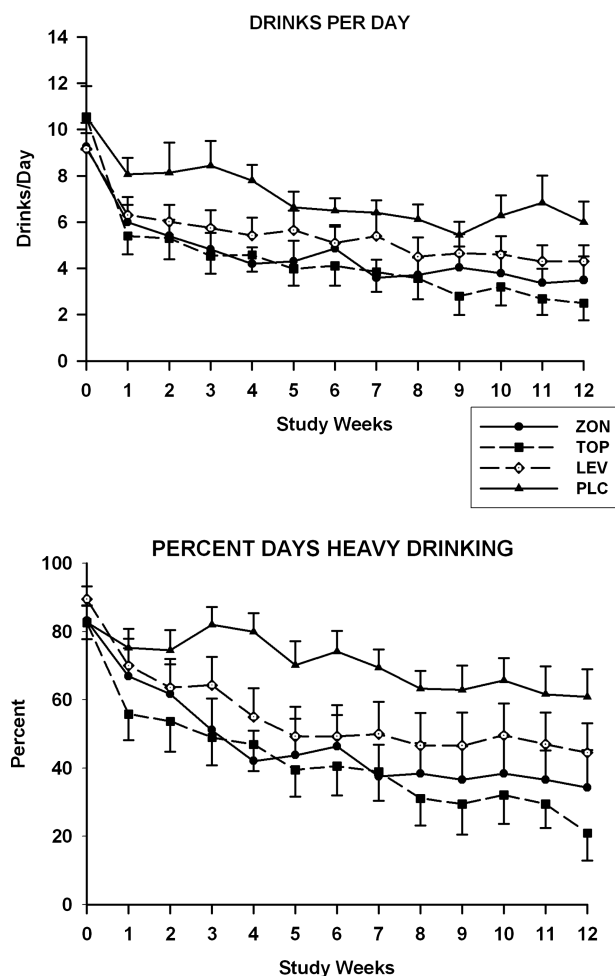 DRINKS PER DAY
14
12
10
8
6
4
2
0
Drinks/Day
0 1 2 3 4 5 6 7 8 9 10 11 12
Study Weeks
ZON
TOP
LEV
PLC
PERCENT DAYS HEAVY DRINKING
100
80
60
40
20
0
Percent
0 1 2 3 4 5 6 7 8 9 10 11 12
Study Weeks